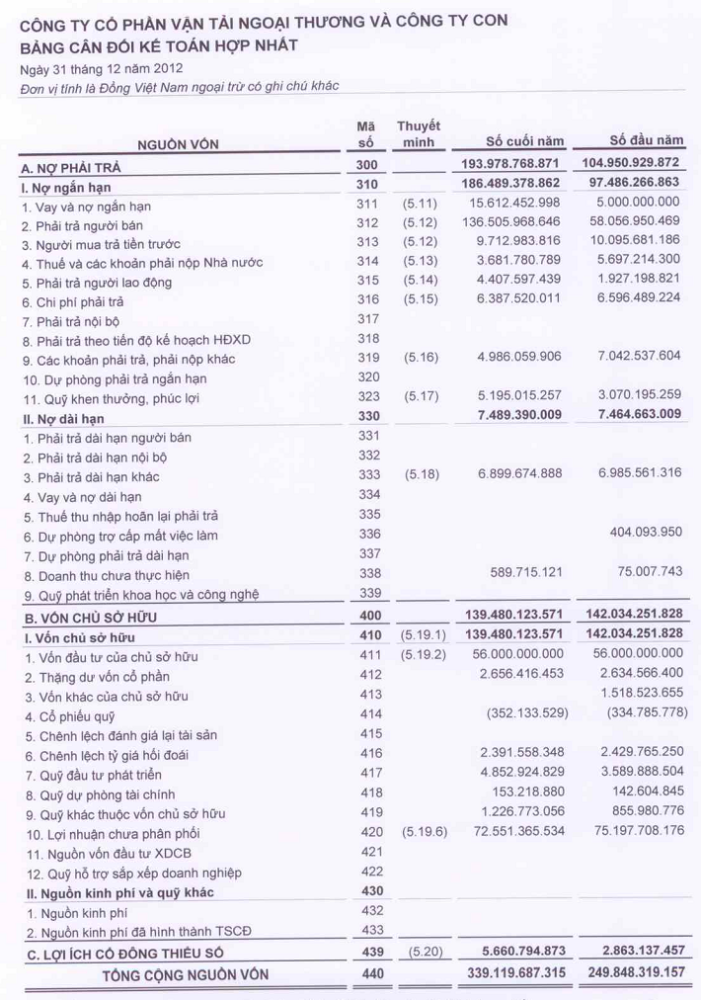 CÔNG TY CỔ PHẦN VẬN TẢI NGOẠI THƯƠNG VÀ CÔNG TY CON
BẢNG CÂN ĐỐI KẾ TOÁN HỢP NHẤT
Ngày 31 tháng 12 năm 2012
Đơn vị tính là Đồng Việt Nam ngoại trừ có ghi chú khác
NGUỒN VỐN Mã số Thuyết minh Số cuối năm Số đầu năm
A. NỢ PHẢI TRẢ 300 193.978.768.871 104.950.929.872
I. Nợ ngắn hạn 310 186.489.378.862 97.486.266.863
1. Vay và nợ ngắn hạn 311 (5.11) 15.612.452.998 5.000.000.000
2. Phải trả người bán 312 (5.12) 136.505.968.646 58.056.950.469
3. Người mua trả tiền trước 313 (5.12) 9.712.983.816 10.095.681.186
4. Thuế và các khoản phải nộp Nhà nước 314 (5.13) 3.681.780.789 5.697.214.300
5. Phải trả người lao động 315 (5.14) 4.407.597.439 1.927.198.821
6. Chi phí phải trả 316 (5.15) 6.387.520.011 6.596.489.224
7. Phải trả nội bộ 317
8. Phải trả theo tiến độ kế hoạch HĐXD 318
9. Các khoản phải trả, phải nộp khác 319 (5.16) 4.986.059.906 7.042.537.604
10. Dự phòng phải trả ngắn hạn 320
11. Quỹ khen thưởng, phúc lợi 323 (5.17) 5.195.015.257 3.070.195.259
II. Nợ dài hạn 330 7.489.390.009 7.464.663.009
1. Phải trả dài hạn người bán 331
2. Phải trả dài hạn nội bộ 332
3. Phải trả dài hạn khác 333 (5.18) 6.899.674.888 6.985.561.316
4. Vay và nợ dài hạn 334
5. Thuế thu nhập hoãn lại phải trả 335
6. Dự phòng trợ cấp mất việc làm 336 404.093.950
7. Dự phòng phải trả dài hạn 337
8. Doanh thu chưa thực hiện 338 589.715.121 75.007.743
9. Quỹ phát triển khoa học và công nghệ 339
B. VỐN CHỦ SỞ HỮU 400 139.480.123.571 142.034.251.828
I. Vốn chủ sở hữu 410 (5.19.1) 139.480.123.571 142.034.251.828
1. Vốn đầu tư của chủ sở hữu 411 (5.19.2) 56.000.000.000 56.000.000.000
2. Thặng dư vốn cổ phần 412 2.656.416.453 2.634.566.400
3. Vốn khác của chủ sở hữu 413 1.518.523.655
4. Cổ phiếu quỹ 414 (352.133.529) (334.785.778)
5. Chênh lệch đánh giá lại tài sản 415
6. Chênh lệch tỷ giá hối đoái 416 2.391.558.348 2.429.765.250
7. Quỹ đầu tư phát triển 417 4.852.924.829 3.589.888.504
8. Quỹ dự phòng tài chính 418 153.218.880 142.604.845
9. Quỹ khác thuộc vốn chủ sở hữu 419 1.226.773.056 855.980.776
10. Lợi nhuận chưa phân phối 420 (5.19.6) 72.551.365.534 75.197.708.176
11. Nguồn vốn đầu tư XDCB 421
12. Quỹ hỗ trợ sắp xếp doanh nghiệp 422
II. Nguồn kinh phí và quỹ khác 430
1. Nguồn kinh phí 432
2. Nguồn kinh phí đã hình thành TSCĐ 433
C. LỢI ÍCH CỔ ĐÔNG THIỂU SỐ 439 (5.20) 5.660.794.873 2.863.137.457
TỔNG CỘNG NGUỒN VỐN 440 339.119.687.315 249.848.319.157